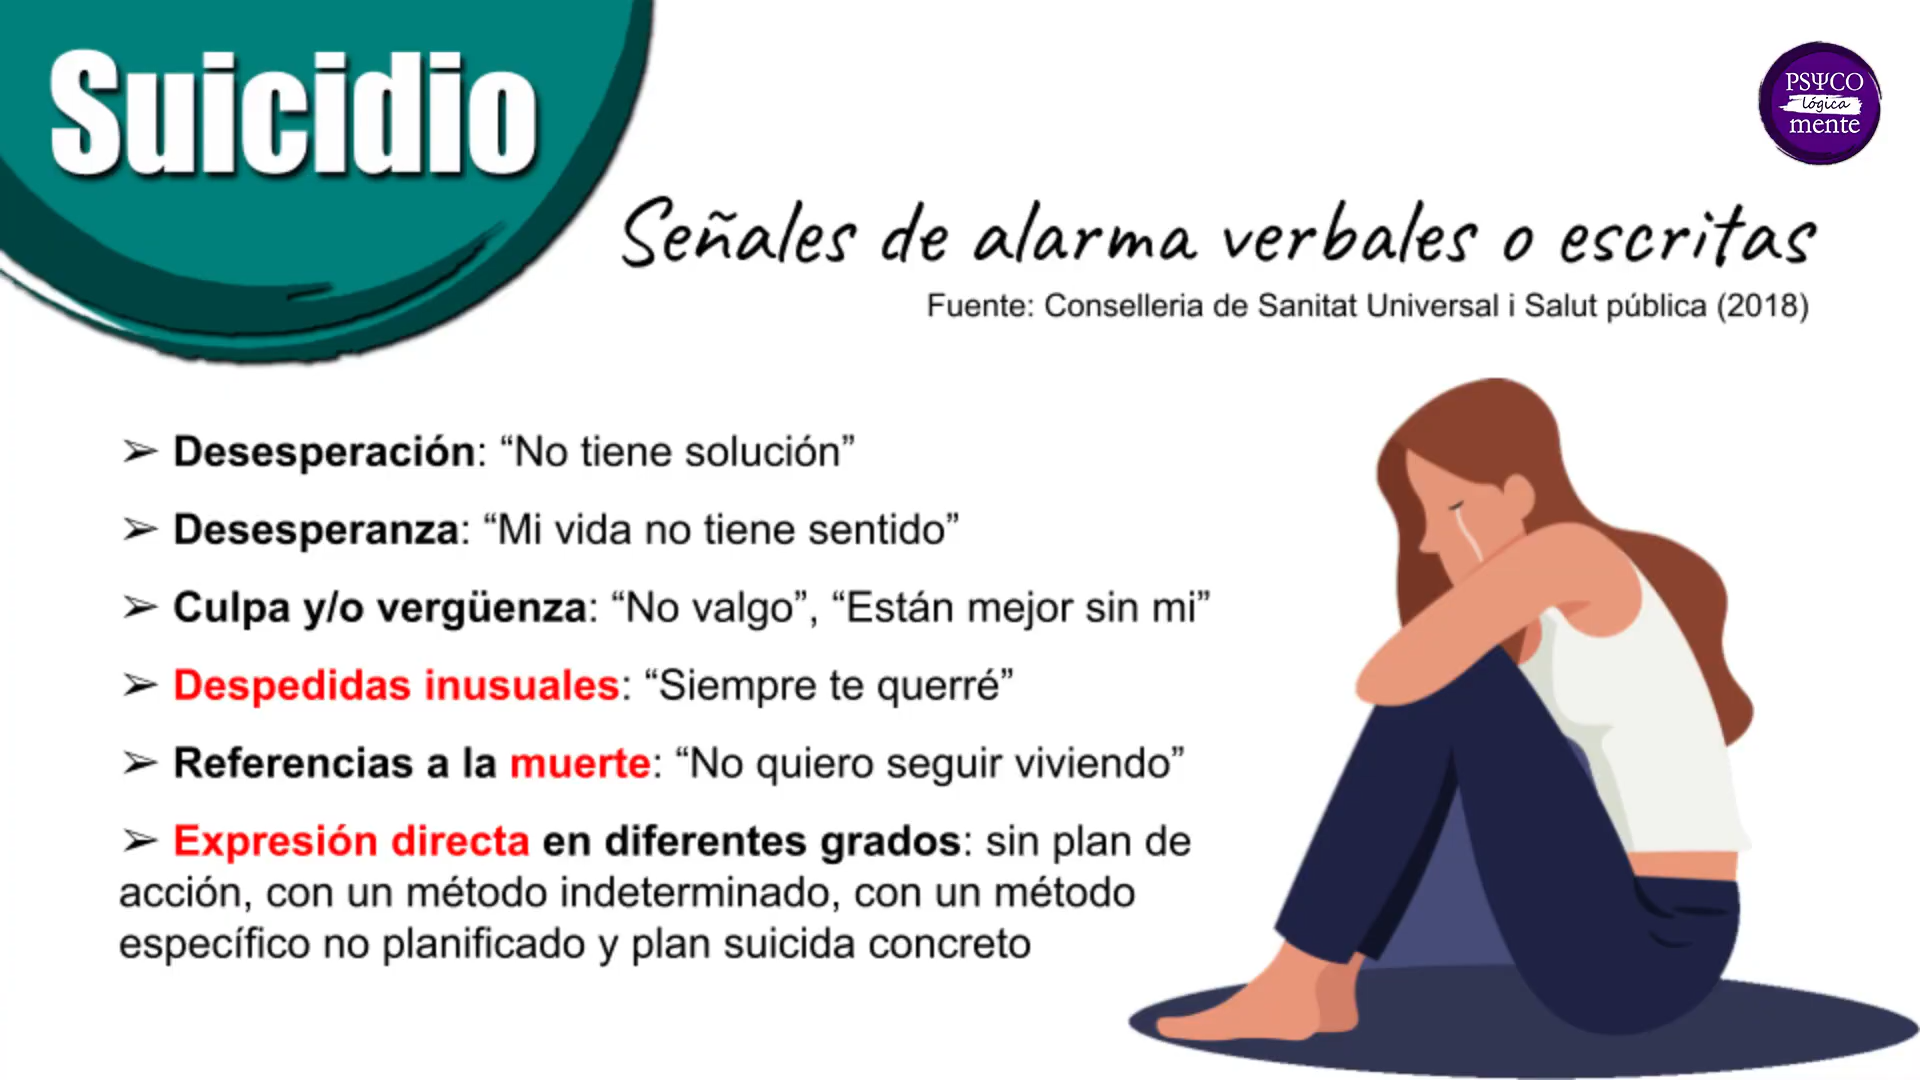 Suicidio
PSΨCO
lógica
mente
Señales de alarma verbales o escritas
Fuente: Conselleria de Sanitat Universal i Salut pública (2018)
➢ Desesperación: “No tiene solución”
➢ Desesperanza: “Mi vida no tiene sentido”
➢ Culpa y/o vergüenza: “No valgo”, “Están mejor sin mi”
➢ Despedidas inusuales: “Siempre te querré”
➢ Referencias a la muerte: “No quiero seguir viviendo”
➢ Expresión directa en diferentes grados: sin plan de
acción, con un método indeterminado, con un método
específico no planificado y plan suicida concreto